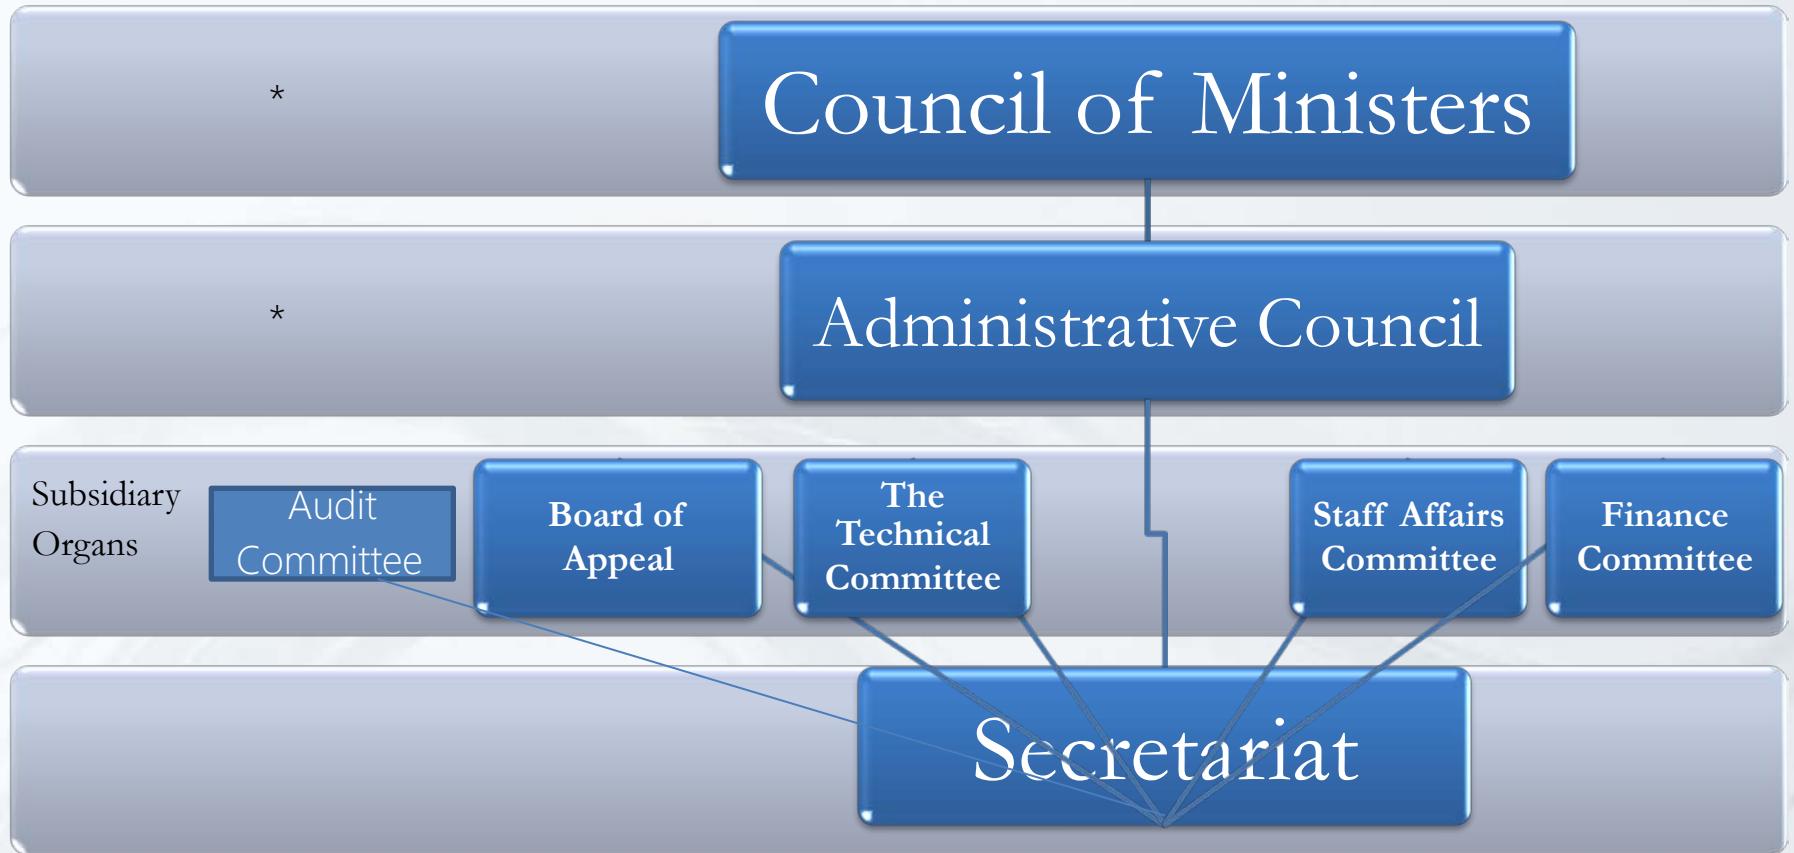 *
Council of Ministers
*
Administrative Council
Subsidiary
Organs
Audit
Committee
Board of
Appeal
The
Technical
Committee
Staff Affairs
Committee
Finance
Committee
Secretariat